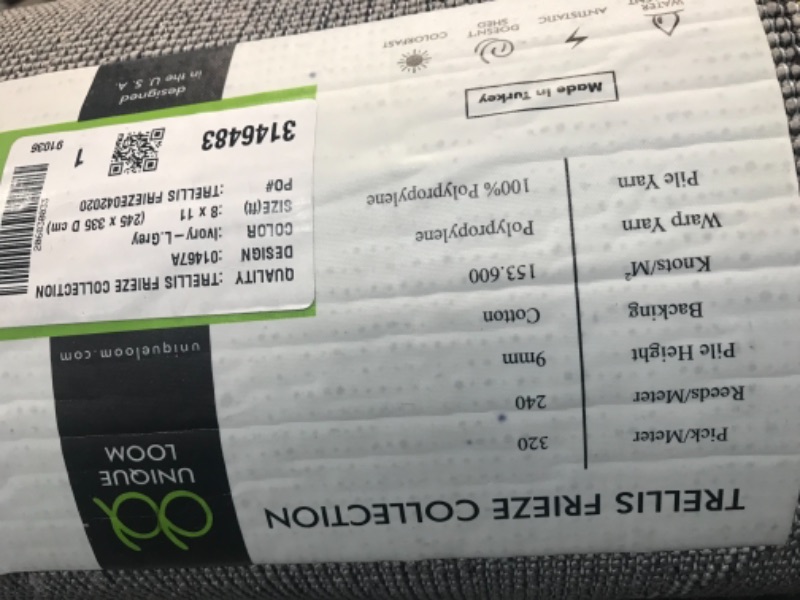 TRELLIS FRIEZE COLLECTION
Pick/Meter 320
Reeds/Meter 240
Pile Height 9mm
Backing Cotton
Knots/M² 153.600
Warp Yarn Polypropylene
Pile Yarn 100% Polypropylene
Made In Turkey
WATER
ANTISTATIC
DOESN'T
SHED
COLORFAST
UNIQUE
LOOM
uniqueloom.com
QUALITY :TRELLIS FRIEZE COLLECTION
DESIGN :01467A
COLOR :Ivory-L.Grey
SIZE(ft) :8 x 11 (245 x 335 D cm)
PO# :TRELLIS FRIEZE042020
3146483
1
91036
designed
in the U.S.A.